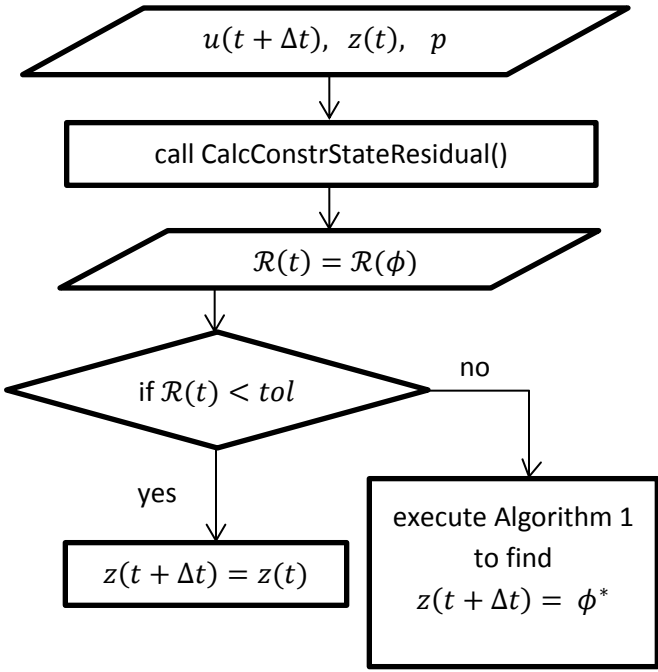 u(t + Δt), z(t), p
call CalcConstrStateResidual()
ℛ(t) = ℛ(ϕ)
if ℛ(t) < tol
no
yes
execute Algorithm 1
to find
z(t + Δt) = ϕ*
z(t + Δt) = z(t)